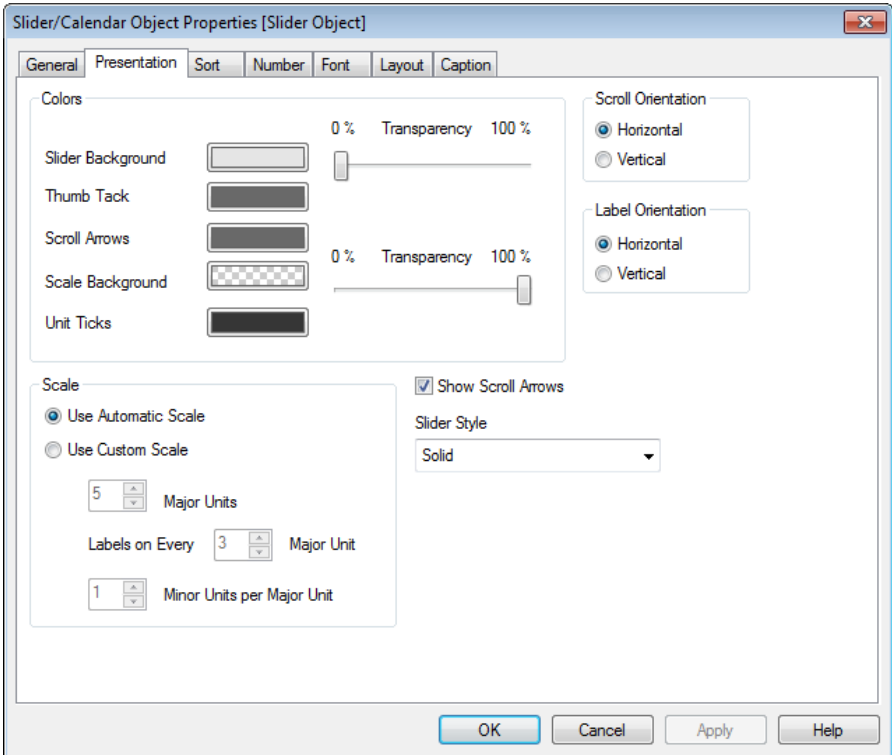 Slider/Calendar Object Properties [Slider Object]
General Presentation Sort Number Font Layout Caption
Colors
0 % Transparency 100 %
Slider Background
Thumb Tack
Scroll Arrows
0 % Transparency 100 %
Scale Background
Unit Ticks
Scroll Orientation
Horizontal
Vertical
Label Orientation
Horizontal
Vertical
Scale
Use Automatic Scale
Use Custom Scale
5 Major Units
Labels on Every 3 Major Unit
1 Minor Units per Major Unit
Show Scroll Arrows
Slider Style
Solid
OK Cancel Apply Help